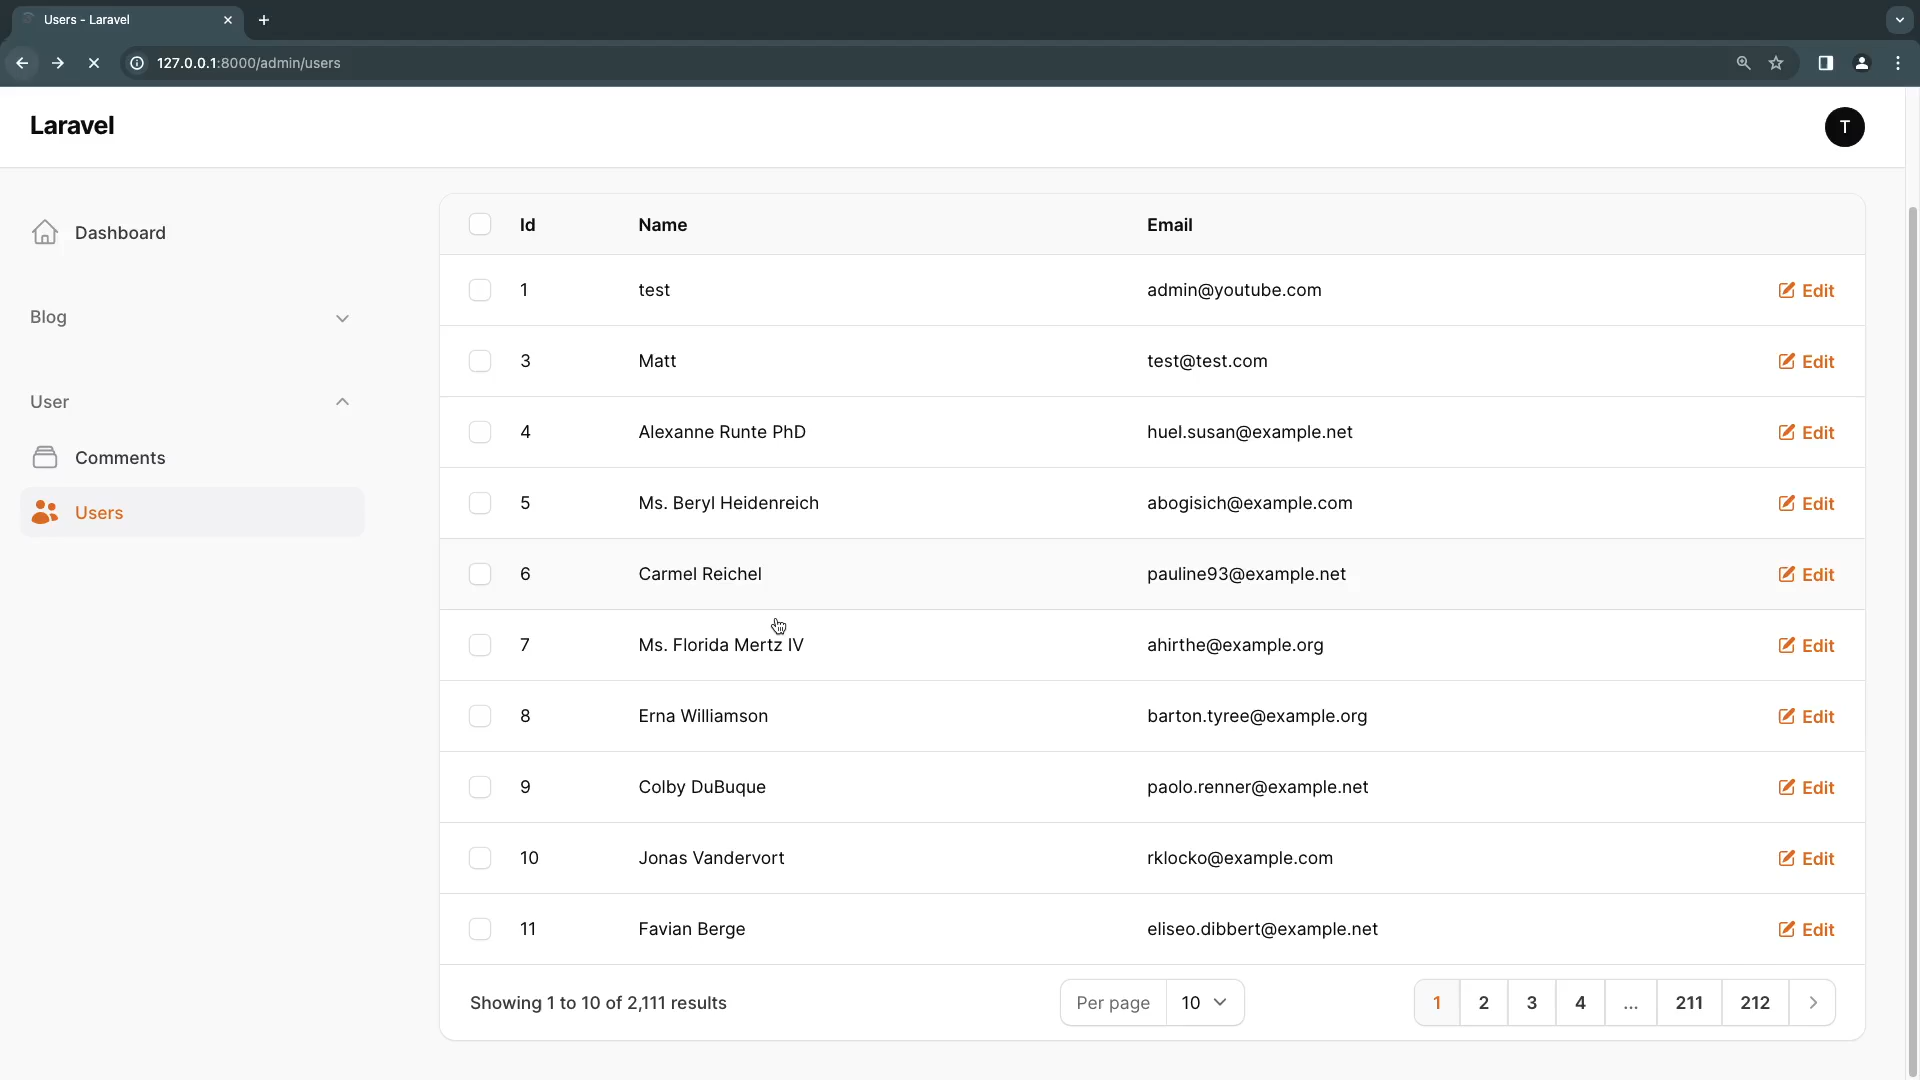 Users - Laravel
127.0.0.1:8000/admin/users
Laravel
T
Dashboard
Blog
User
Comments
Users
Id Name Email
1 test admin@youtube.com Edit
3 Matt test@test.com Edit
4 Alexanne Runte PhD huel.susan@example.net Edit
5 Ms. Beryl Heidenreich abogisich@example.com Edit
6 Carmel Reichel pauline93@example.net Edit
7 Ms. Florida Mertz IV ahirthe@example.org Edit
8 Erna Williamson barton.tyree@example.org Edit
9 Colby DuBuque paolo.renner@example.net Edit
10 Jonas Vandervort rklocko@example.com Edit
11 Favian Berge eliseo.dibbert@example.net Edit
Showing 1 to 10 of 2,111 results Per page 10 1 2 3 4 ... 211 212